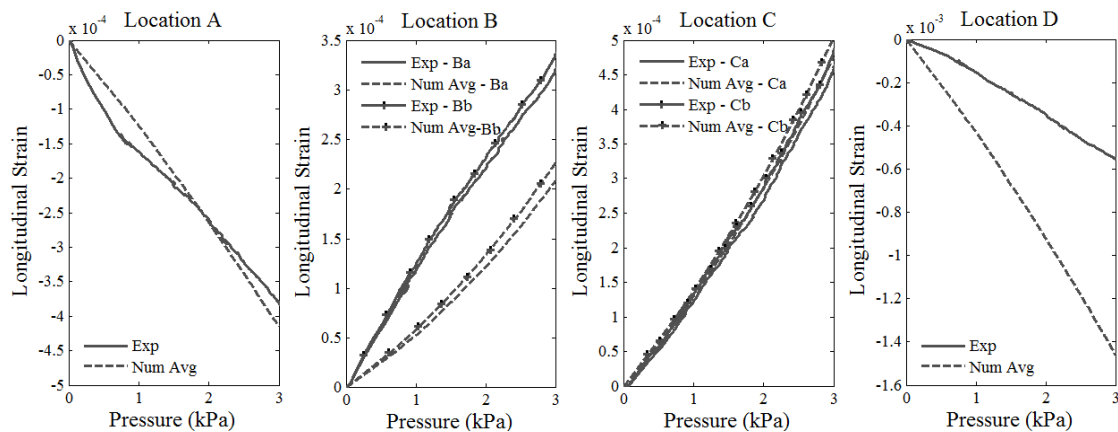 x 10⁻⁴ Location A
0
-0.5
-1
-1.5
-2
-2.5
-3
-3.5
-4
-4.5
-5
0 1 2 3
Longitudinal Strain
Pressure (kPa)
Exp
Num Avg
x 10⁻⁴ Location B
3.5
3
2.5
2
1.5
1
0.5
0
0 1 2 3
Longitudinal Strain
Pressure (kPa)
Exp - Ba
Num Avg - Ba
Exp - Bb
Num Avg-Bb
x 10⁻⁴ Location C
5
4.5
4
3.5
3
2.5
2
1.5
1
0.5
0
0 1 2 3
Longitudinal Strain
Pressure (kPa)
Exp - Ca
Num Avg - Ca
Exp - Cb
Num Avg - Cb
x 10⁻³ Location D
0
-0.2
-0.4
-0.6
-0.8
-1
-1.2
-1.4
-1.6
0 1 2 3
Longitudinal Strain
Pressure (kPa)
Exp
Num Avg